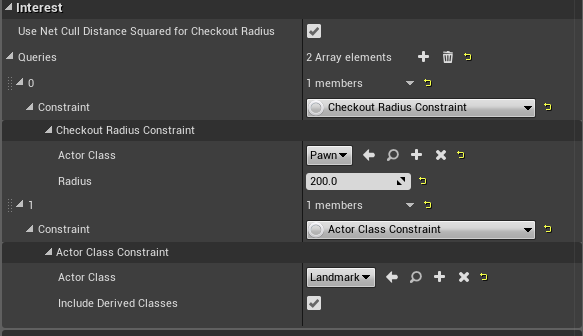 Interest
Use Net Cull Distance Squared for Checkout Radius
Queries 2 Array elements
0 1 members
Constraint Checkout Radius Constraint
Checkout Radius Constraint
Actor Class Pawn
Radius 200.0
1 1 members
Constraint Actor Class Constraint
Actor Class Constraint
Actor Class Landmark
Include Derived Classes